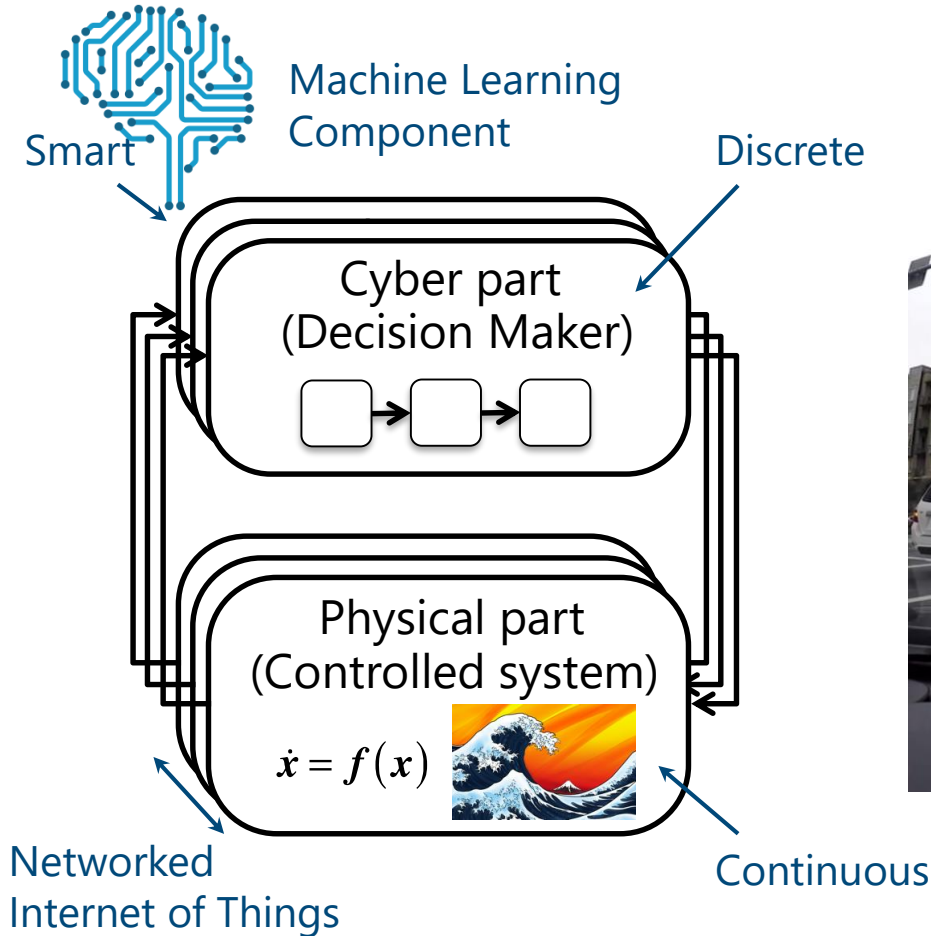 Machine Learning
Component
Smart
Discrete
Cyber part
(Decision Maker)
Physical part
(Controlled system)
ẋ = f(x)
Networked
Internet of Things
Continuous